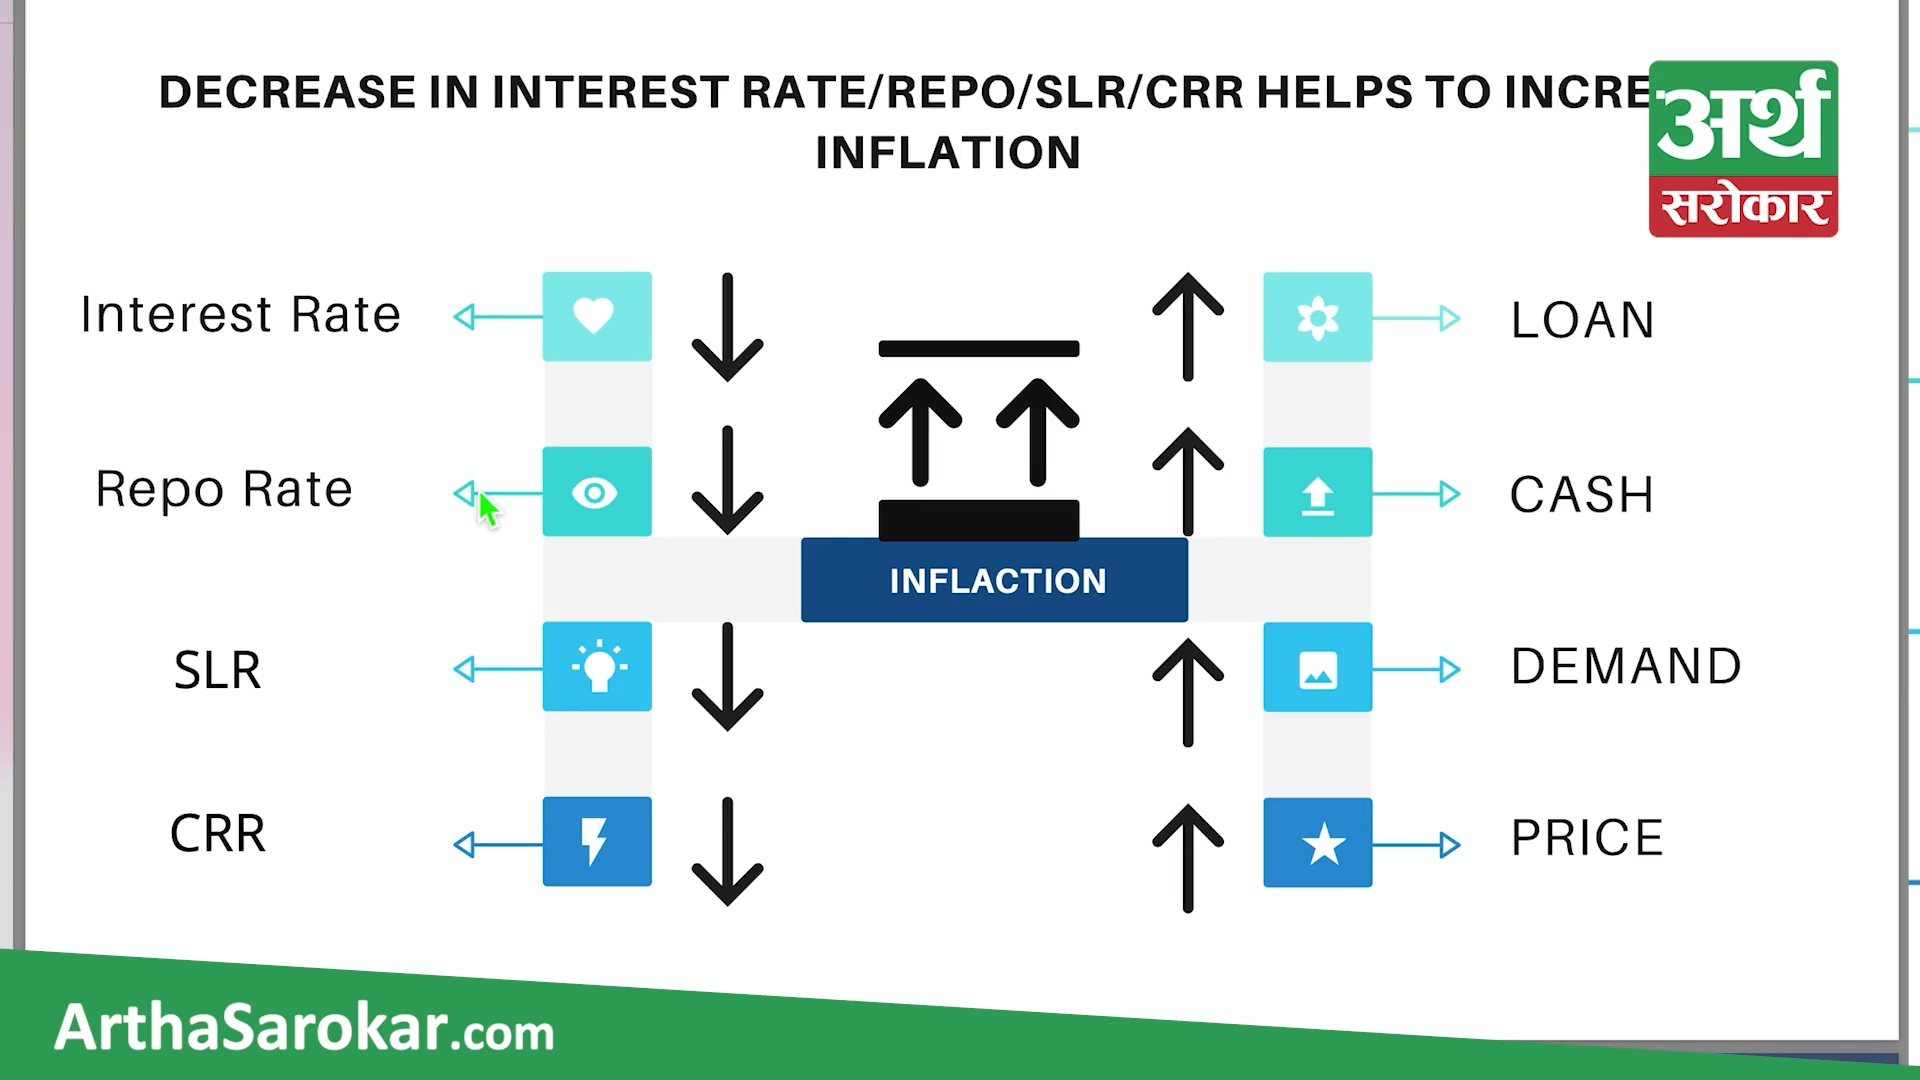 DECREASE IN INTEREST RATE/REPO/SLR/CRR HELPS TO INCRE
INFLATION
अर्थ
सरोकार
Interest Rate
LOAN
Repo Rate
CASH
INFLACTION
SLR
DEMAND
CRR
PRICE
ArthaSarokar.com